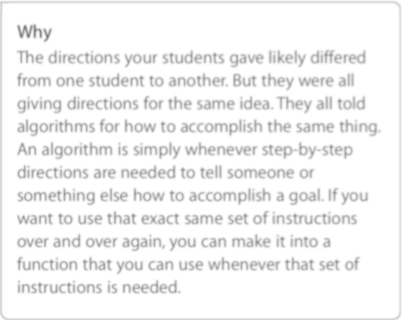 Why
The directions your students gave likely differed
from one student to another. But they were all
giving directions for the same idea. They all told
algorithms for how to accomplish the same thing.
An algorithm is simply whenever step-by-step
directions are needed to tell someone or
something else how to accomplish a goal. If you
want to use that exact same set of instructions
over and over again, you can make it into a
function that you can use whenever that set of
instructions is needed.